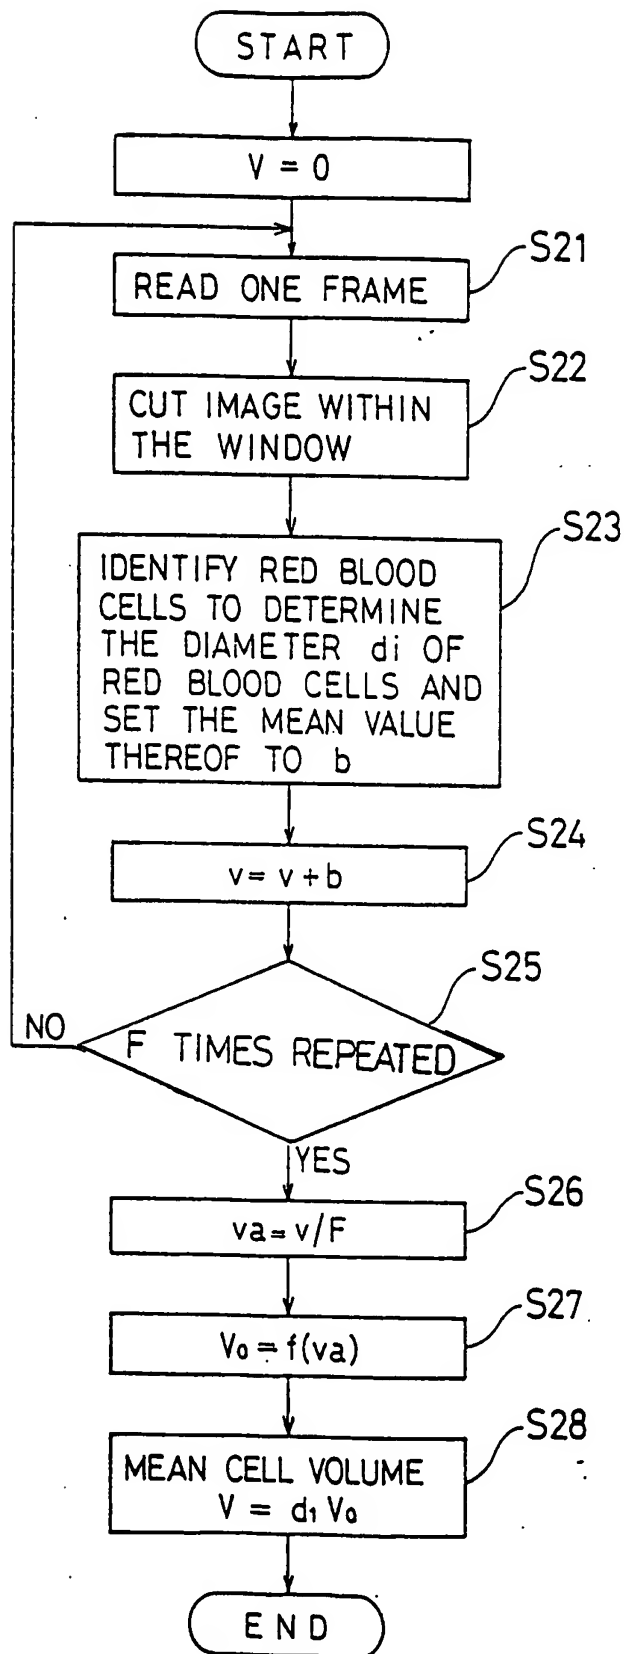 START
V = 0
S21
READ ONE FRAME
S22
CUT IMAGE WITHIN
THE WINDOW
S23
IDENTIFY RED BLOOD
CELLS TO DETERMINE
THE DIAMETER di OF
RED BLOOD CELLS AND
SET THE MEAN VALUE
THEREOF TO b
S24
v = v + b
S25
NO
F TIMES REPEATED
YES
S26
va = v/F
S27
V₀ = f(va)
S28
MEAN CELL VOLUME
V = d₁ V₀
END